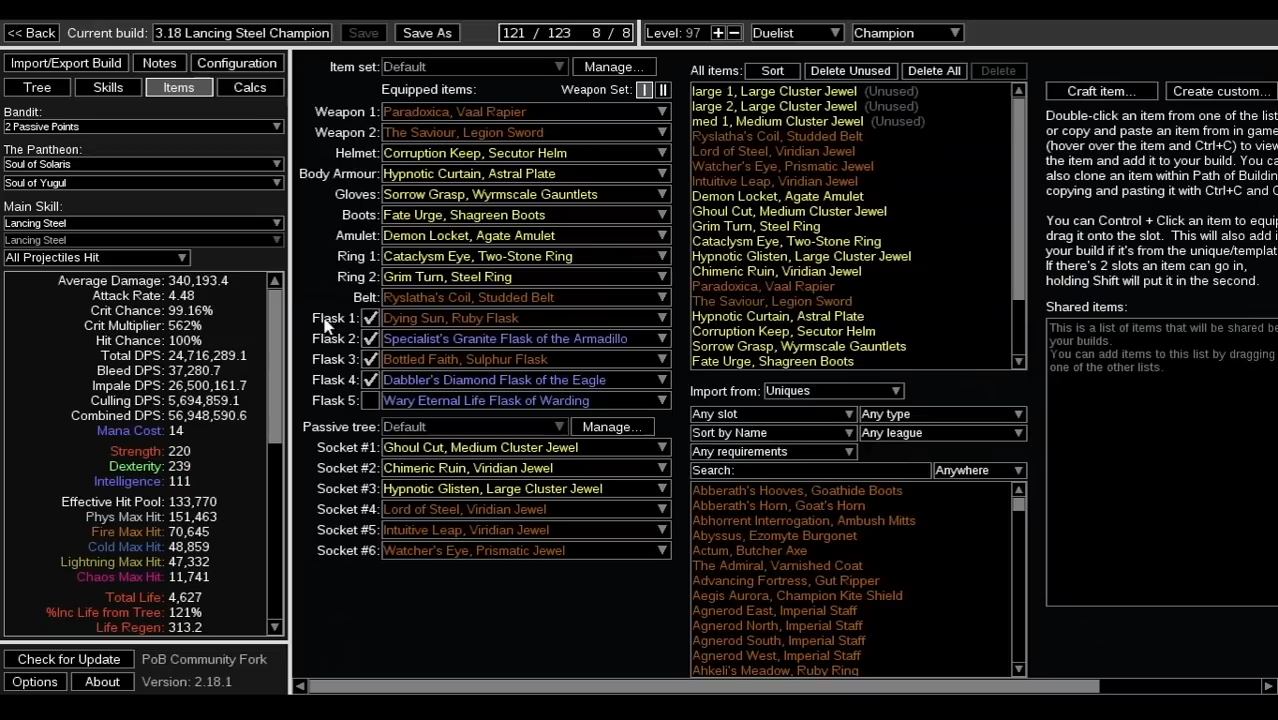 << Back Current build: 3.18 Lancing Steel Champion Save Save As 121 / 123 8 / 8 Level: 97 + - Duelist Champion
Import/Export Build Notes Configuration
Tree Skills Items Calcs
Bandit:
2 Passive Points
The Pantheon:
Soul of Solaris
Soul of Yugul
Main Skill:
Lancing Steel
Lancing Steel
All Projectiles Hit
Average Damage: 340,193.4
Attack Rate: 4.48
Crit Chance: 99.16%
Crit Multiplier: 562%
Hit Chance: 100%
Total DPS: 24,716,289.1
Bleed DPS: 37,280.7
Impale DPS: 26,500,161.7
Culling DPS: 5,694,859.1
Combined DPS: 56,948,590.6
Mana Cost: 14
Strength: 220
Dexterity: 239
Intelligence: 111
Effective Hit Pool: 133,770
Phys Max Hit: 151,463
Fire Max Hit: 70,645
Cold Max Hit: 48,859
Lightning Max Hit: 47,332
Chaos Max Hit: 11,741
Total Life: 4,627
%Inc Life from Tree: 121%
Life Regen: 313.2
Check for Update PoB Community Fork
Options About Version: 2.18.1
Item set: Default Manage...
Equipped items: Weapon Set: I II
Weapon 1: Paradoxica, Vaal Rapier
Weapon 2: The Saviour, Legion Sword
Helmet: Corruption Keep, Secutor Helm
Body Armour: Hypnotic Curtain, Astral Plate
Gloves: Sorrow Grasp, Wyrmscale Gauntlets
Boots: Fate Urge, Shagreen Boots
Amulet: Demon Locket, Agate Amulet
Ring 1: Cataclysm Eye, Two-Stone Ring
Ring 2: Grim Turn, Steel Ring
Belt: Ryslatha's Coil, Studded Belt
Flask 1: Dying Sun, Ruby Flask
Flask 2: Specialist's Granite Flask of the Armadillo
Flask 3: Bottled Faith, Sulphur Flask
Flask 4: Dabbler's Diamond Flask of the Eagle
Flask 5: Wary Eternal Life Flask of Warding
Passive tree: Default Manage...
Socket #1: Ghoul Cut, Medium Cluster Jewel
Socket #2: Chimeric Ruin, Viridian Jewel
Socket #3: Hypnotic Glisten, Large Cluster Jewel
Socket #4: Lord of Steel, Viridian Jewel
Socket #5: Intuitive Leap, Viridian Jewel
Socket #6: Watcher's Eye, Prismatic Jewel
All items: Sort Delete Unused Delete All Delete
large 1, Large Cluster Jewel (Unused)
large 2, Large Cluster Jewel (Unused)
med 1, Medium Cluster Jewel (Unused)
Ryslatha's Coil, Studded Belt
Lord of Steel, Viridian Jewel
Watcher's Eye, Prismatic Jewel
Intuitive Leap, Viridian Jewel
Demon Locket, Agate Amulet
Ghoul Cut, Medium Cluster Jewel
Grim Turn, Steel Ring
Cataclysm Eye, Two-Stone Ring
Hypnotic Glisten, Large Cluster Jewel
Chimeric Ruin, Viridian Jewel
Paradoxica, Vaal Rapier
The Saviour, Legion Sword
Hypnotic Curtain, Astral Plate
Corruption Keep, Secutor Helm
Sorrow Grasp, Wyrmscale Gauntlets
Fate Urge, Shagreen Boots
Import from: Uniques
Any slot Any type
Sort by Name Any league
Any requirements
Search: Anywhere
Abberath's Hooves, Goathide Boots
Abberath's Horn, Goat's Horn
Abhorrent Interrogation, Ambush Mitts
Abyssus, Ezomyte Burgonet
Actum, Butcher Axe
The Admiral, Varnished Coat
Advancing Fortress, Gut Ripper
Aegis Aurora, Champion Kite Shield
Agnerod East, Imperial Staff
Agnerod North, Imperial Staff
Agnerod South, Imperial Staff
Agnerod West, Imperial Staff
Ahkeli's Meadow, Ruby Ring
Craft item... Create custom...
Double-click an item from one of the list
or copy and paste an item from in game
(hover over the item and Ctrl+C) to view
the item and add it to your build. You ca
also clone an item within Path of Building
copying and pasting it with Ctrl+C and C
You can Control + Click an item to equip
drag it onto the slot. This will also add i
your build if it's from the unique/templat
If there's 2 slots an item can go in,
holding Shift will put it in the second.
Shared items:
This is a list of items that will be shared be
your builds.
You can add items to this list by dragging
one of the other lists.